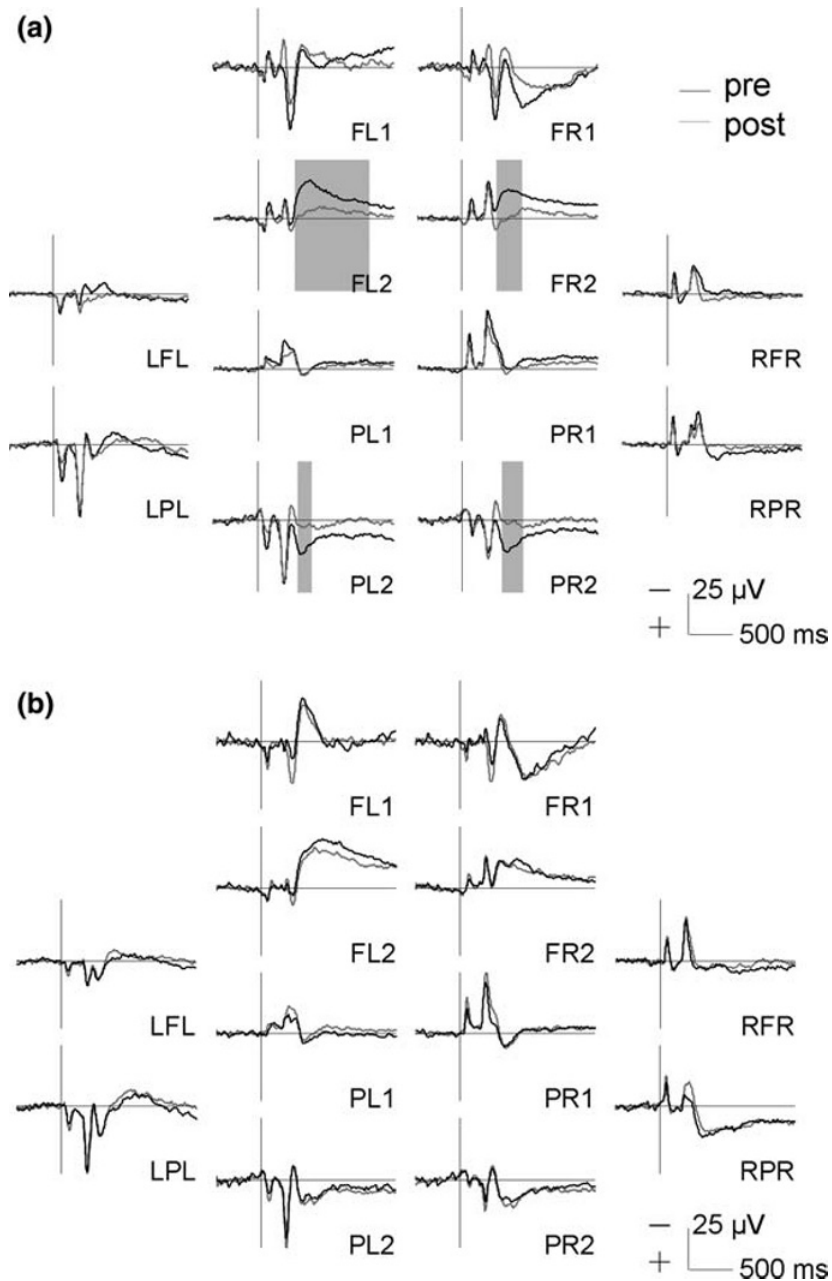 (a)
pre
post
FL1 FR1
FL2 FR2
LFL RFR
PL1 PR1
LPL RPR
PL2 PR2
− 25 µV
+ 500 ms
(b)
FL1 FR1
FL2 FR2
LFL RFR
PL1 PR1
LPL RPR
PL2 PR2
− 25 µV
+ 500 ms